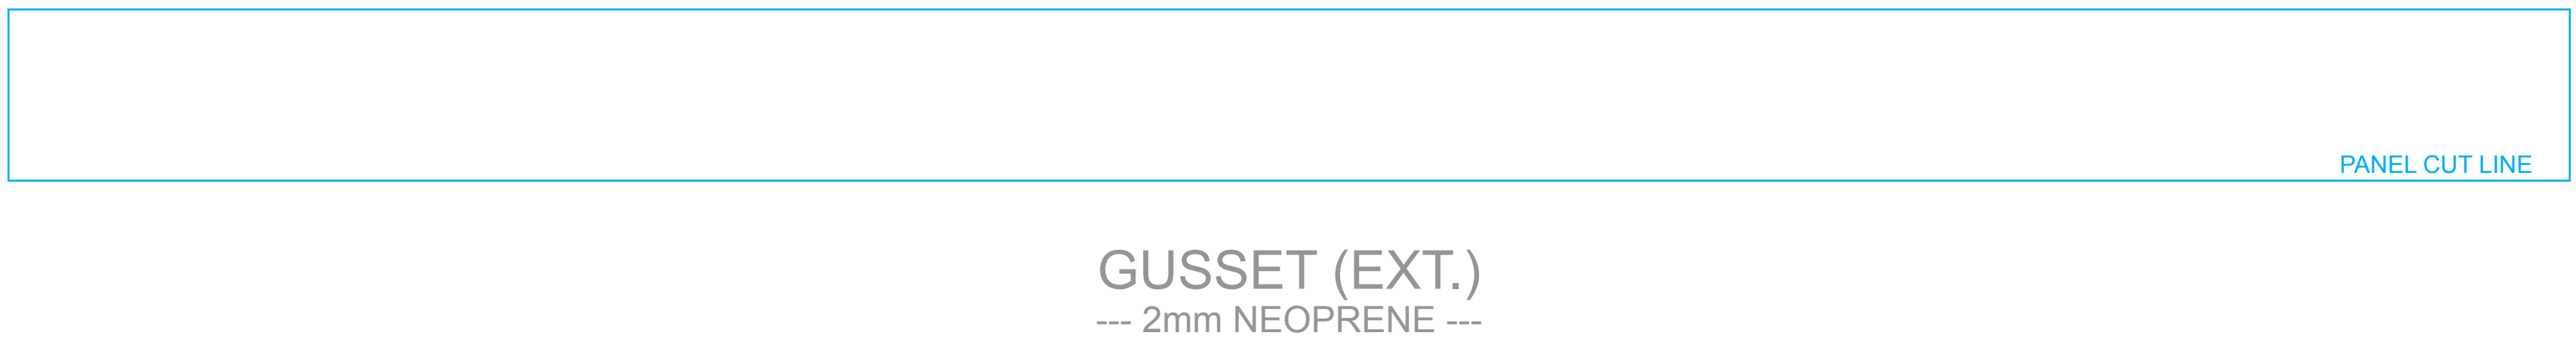 PANEL CUT LINE
GUSSET (EXT.)
--- 2mm NEOPRENE ---